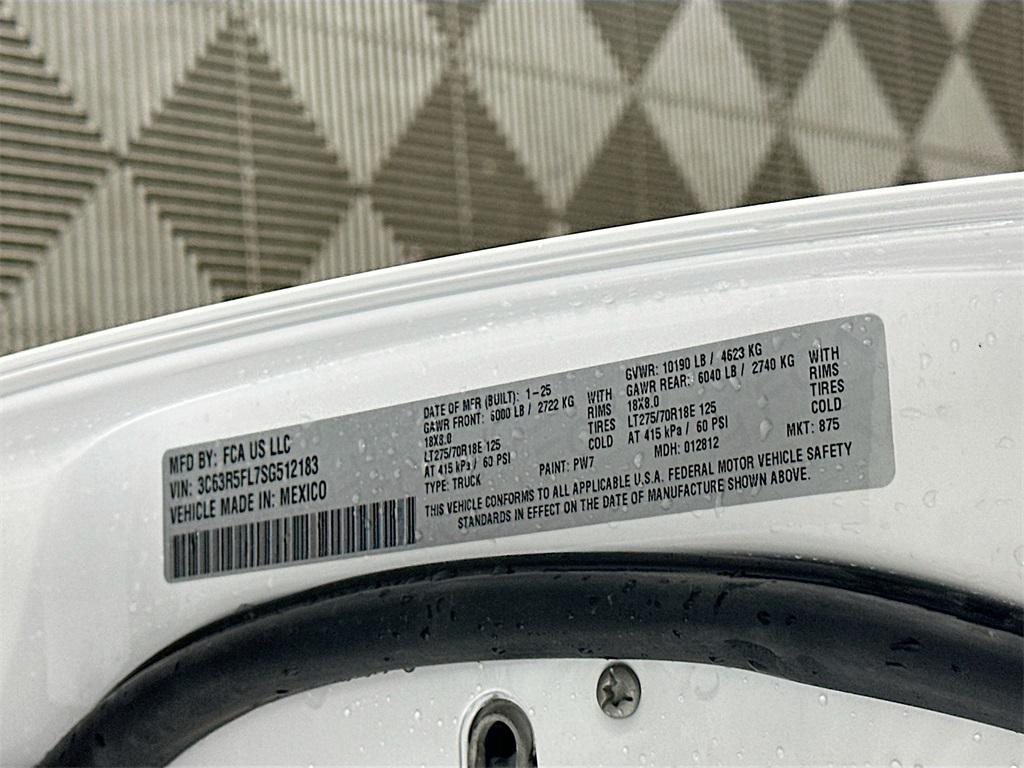 MFD BY: FCA US LLC
VIN: 3C63R5FL7SG512183
VEHICLE MADE IN: MEXICO
DATE OF MFR (BUILT): 1-25
GAWR FRONT: 6000 LB / 2722 KG WITH
18X8.0 RIMS
LT275/70R18E 125 TIRES
AT 415 kPa / 60 PSI COLD
TYPE: TRUCK PAINT: PW7
GVWR: 10190 LB / 4623 KG
GAWR REAR: 6040 LB / 2740 KG WITH
18X8.0 RIMS
LT275/70R18E 125 TIRES
AT 415 kPa / 60 PSI COLD
MDH: 012812 MKT: 875
THIS VEHICLE CONFORMS TO ALL APPLICABLE U.S.A. FEDERAL MOTOR VEHICLE SAFETY
STANDARDS IN EFFECT ON THE DATE OF MANUFACTURE SHOWN ABOVE.